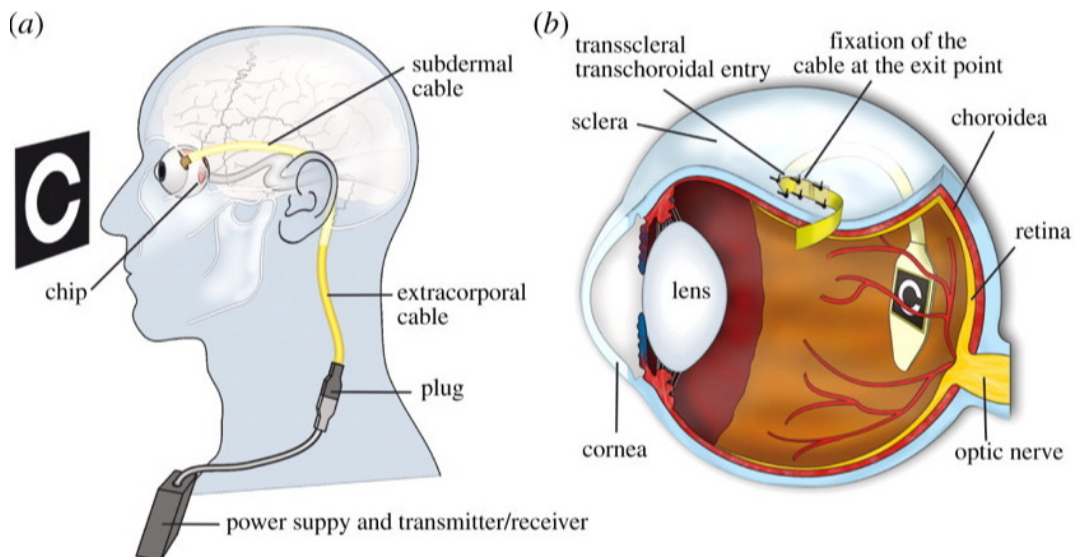 (a)
subdermal
cable
C
chip
extracorporal
cable
plug
power suppy and transmitter/receiver
(b)
transscleral
transchoroidal entry
fixation of the
cable at the exit point
sclera
choroidea
retina
lens
C
cornea
optic nerve